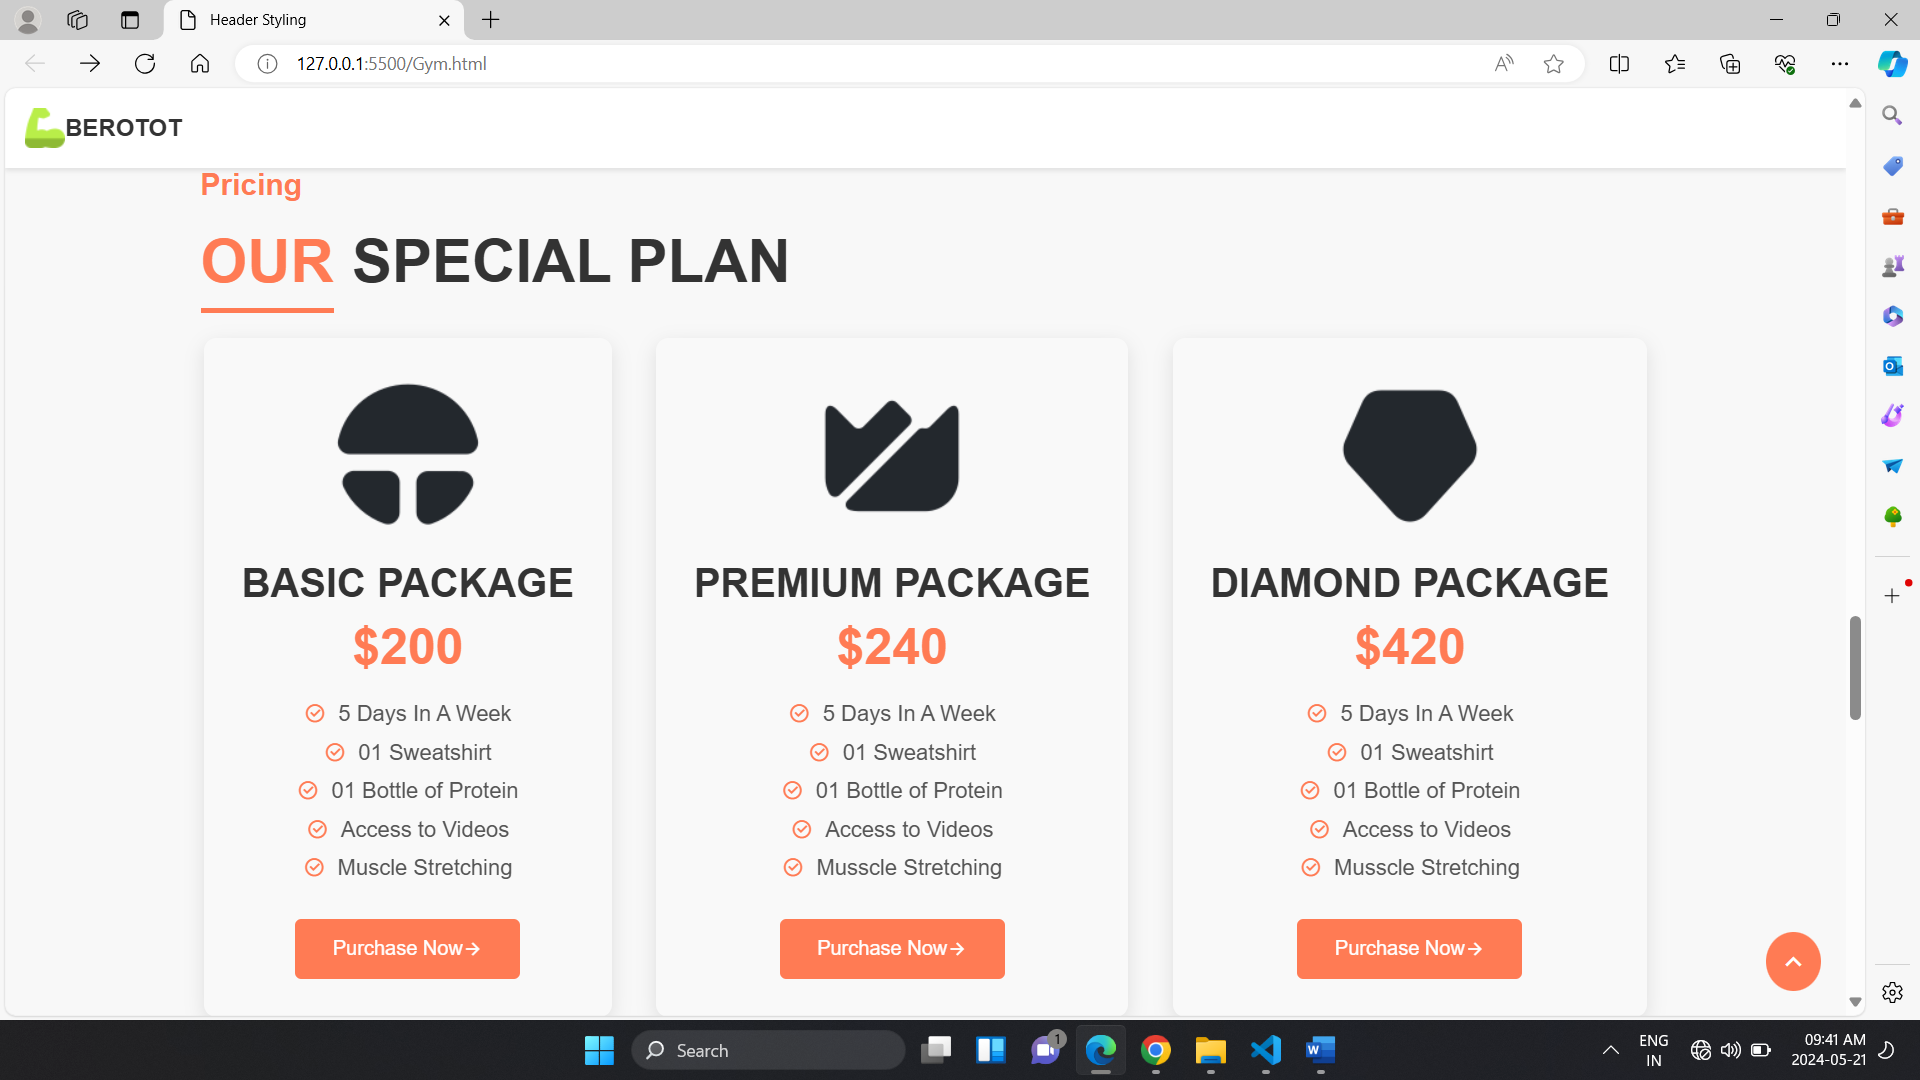 Header Styling
127.0.0.1:5500/Gym.html
BEROTOT
Pricing
OUR SPECIAL PLAN
BASIC PACKAGE
$200
5 Days In A Week
01 Sweatshirt
01 Bottle of Protein
Access to Videos
Muscle Stretching
Purchase Now
PREMIUM PACKAGE
$240
5 Days In A Week
01 Sweatshirt
01 Bottle of Protein
Access to Videos
Musscle Stretching
Purchase Now
DIAMOND PACKAGE
$420
5 Days In A Week
01 Sweatshirt
01 Bottle of Protein
Access to Videos
Musscle Stretching
Purchase Now
Search
1
ENG
IN
09:41 AM
2024-05-21